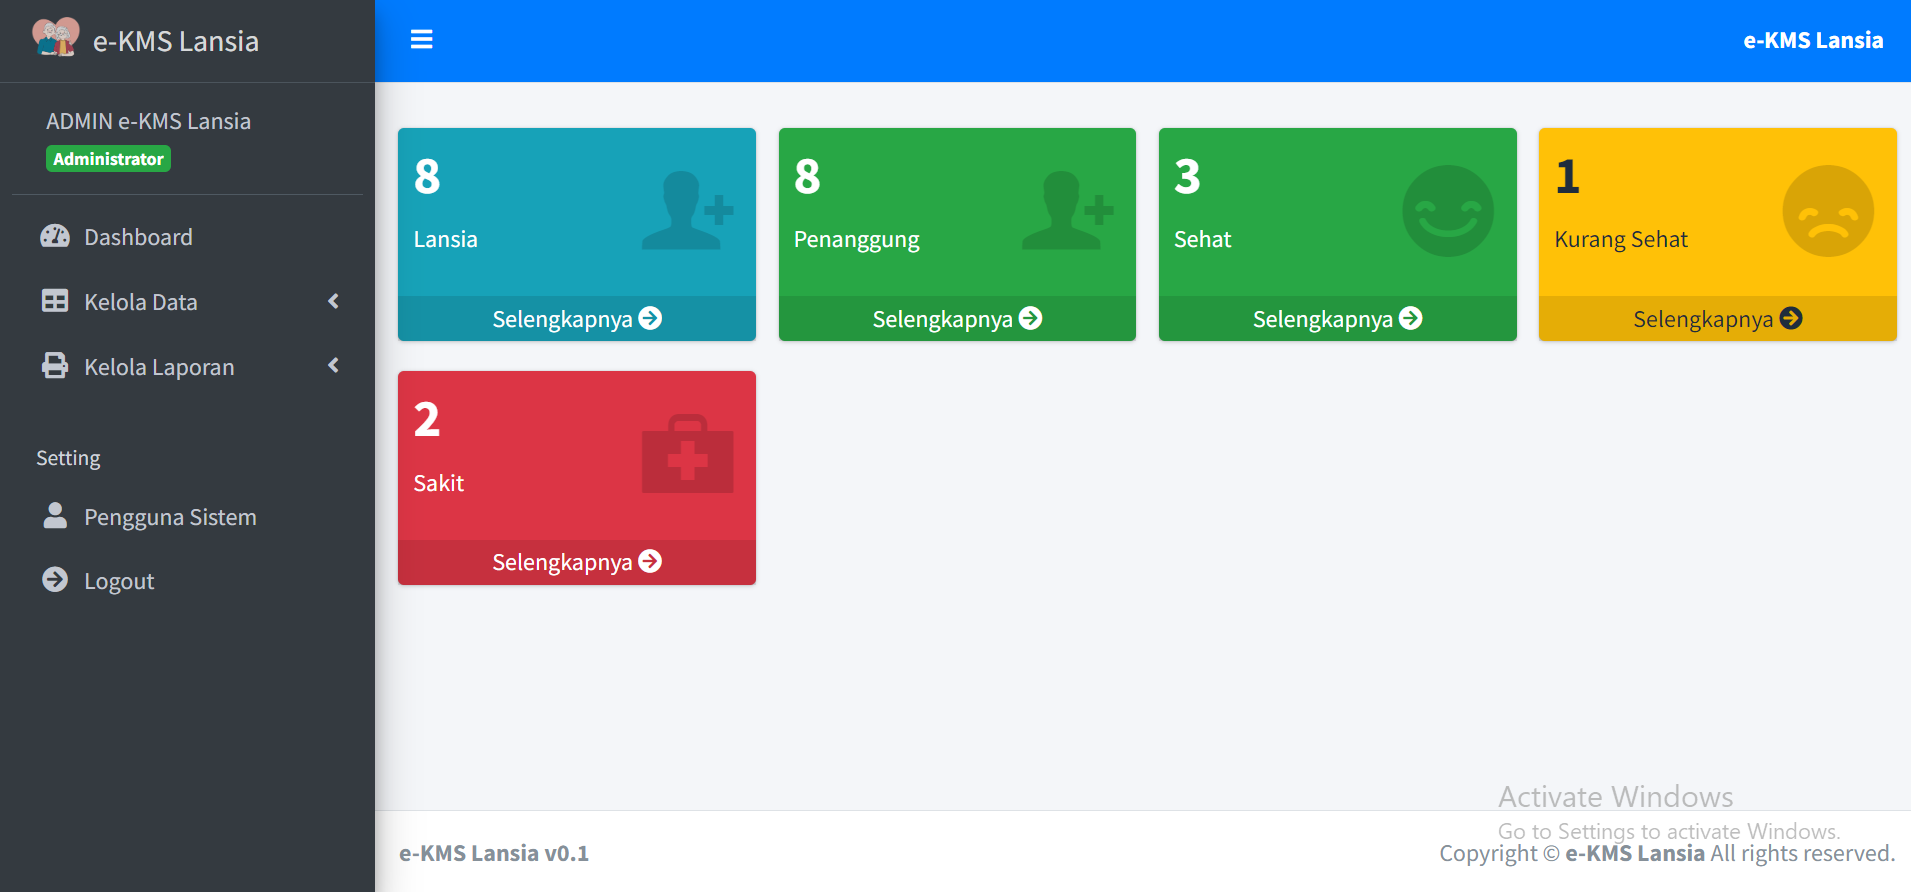 e-KMS Lansia
e-KMS Lansia
ADMIN e-KMS Lansia
Administrator
Dashboard
Kelola Data
Kelola Laporan
Setting
Pengguna Sistem
Logout
8
Lansia
Selengkapnya
8
Penanggung
Selengkapnya
3
Sehat
Selengkapnya
1
Kurang Sehat
Selengkapnya
2
Sakit
Selengkapnya
Activate Windows
Go to Settings to activate Windows.
e-KMS Lansia v0.1
Copyright © e-KMS Lansia All rights reserved.